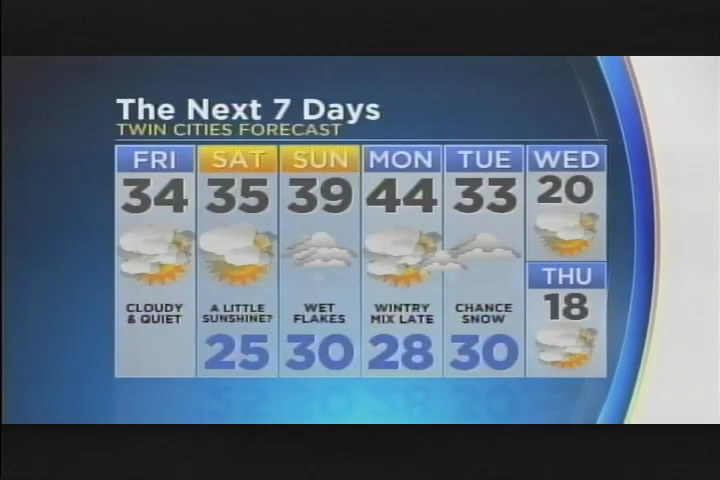 The Next 7 Days
TWIN CITIES FORECAST
FRI SAT SUN MON TUE WED
34 35 39 44 33 20
THU
18
CLOUDY & QUIET
A LITTLE SUNSHINE?
WET FLAKES
WINTRY MIX LATE
CHANCE SNOW
25 30 28 30